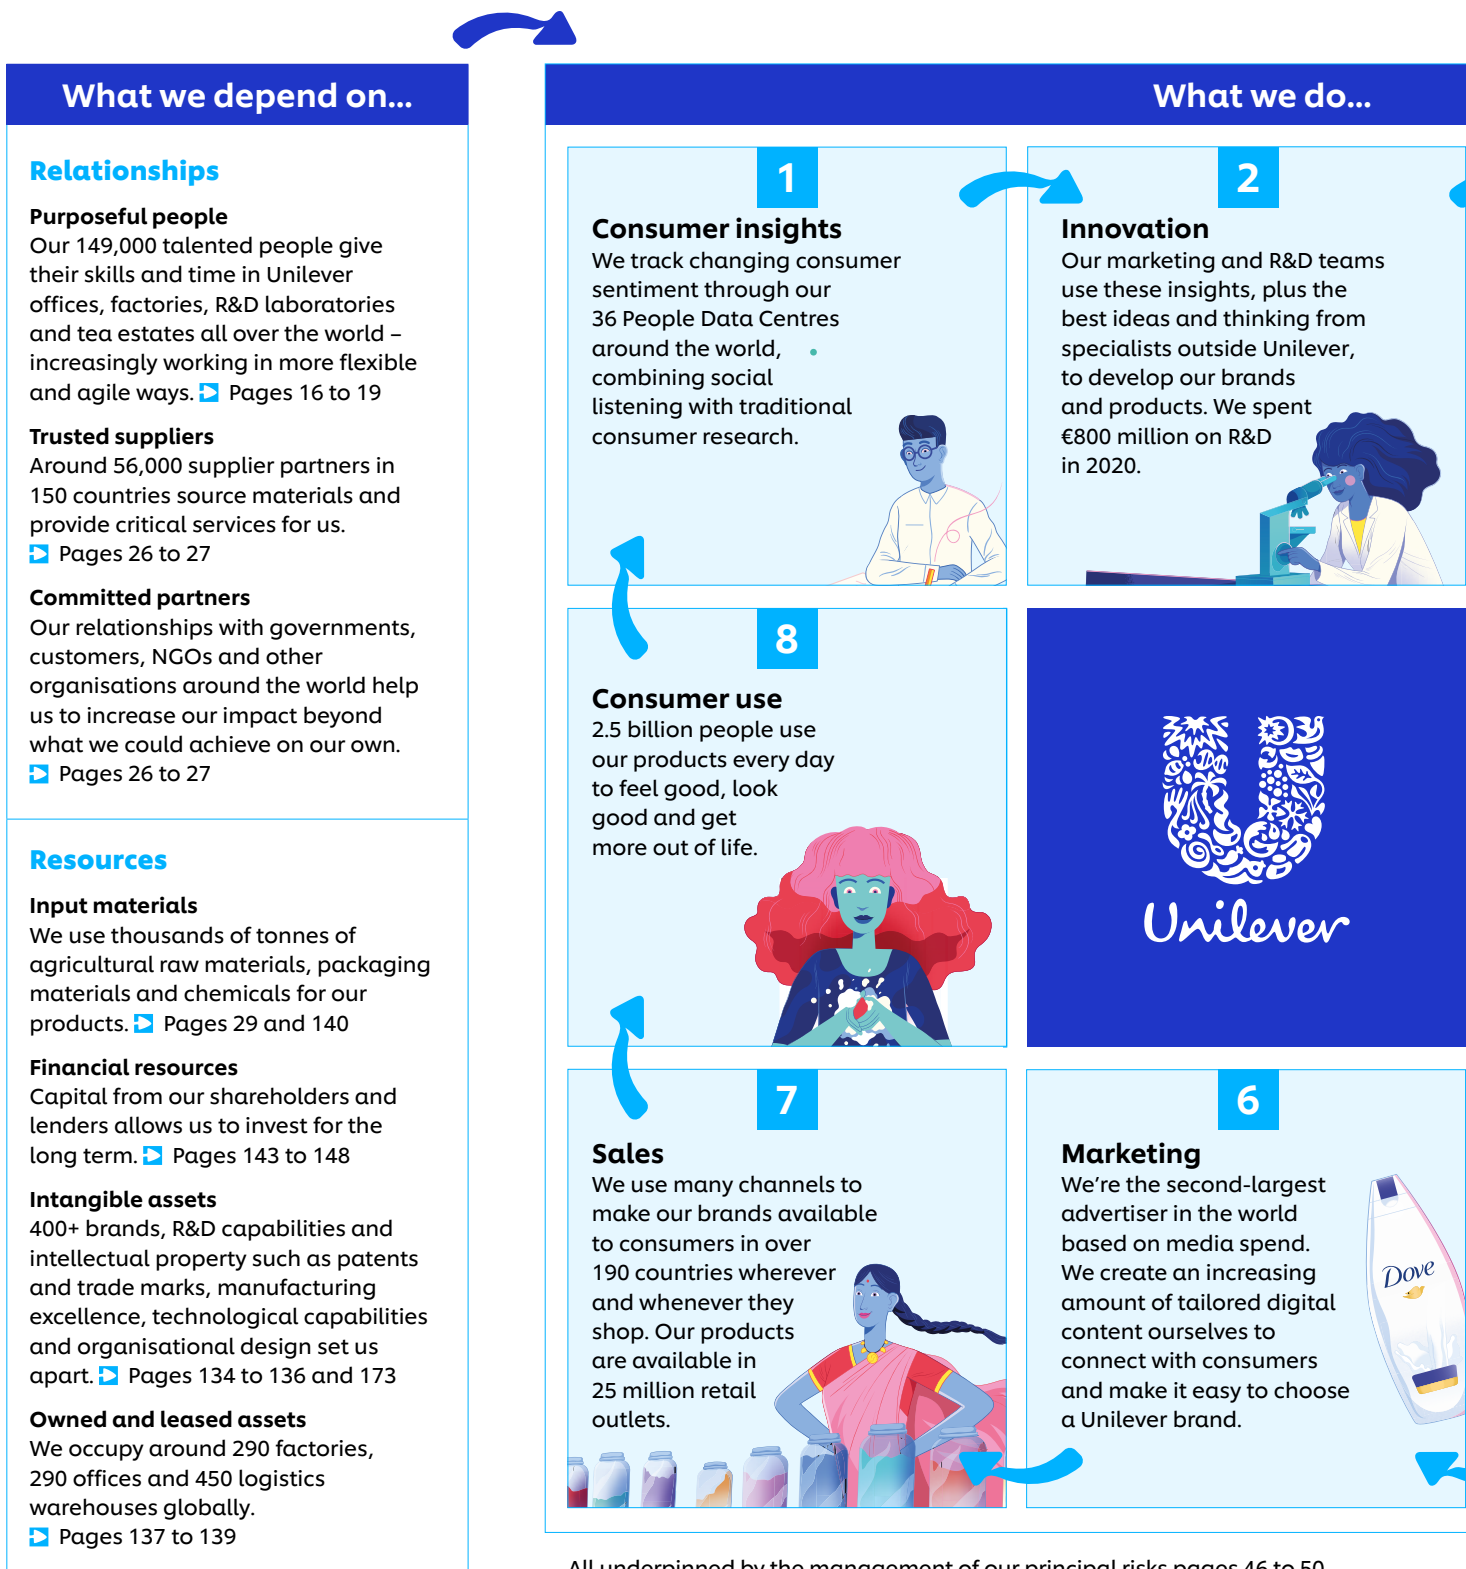 What we depend on...
Relationships
Purposeful people
Our 149,000 talented people give
their skills and time in Unilever
offices, factories, R&D laboratories
and tea estates all over the world –
increasingly working in more flexible
and agile ways. Pages 16 to 19
Trusted suppliers
Around 56,000 supplier partners in
150 countries source materials and
provide critical services for us.
Pages 26 to 27
Committed partners
Our relationships with governments,
customers, NGOs and other
organisations around the world help
us to increase our impact beyond
what we could achieve on our own.
Pages 26 to 27
Resources
Input materials
We use thousands of tonnes of
agricultural raw materials, packaging
materials and chemicals for our
products. Pages 29 and 140
Financial resources
Capital from our shareholders and
lenders allows us to invest for the
long term. Pages 143 to 148
Intangible assets
400+ brands, R&D capabilities and
intellectual property such as patents
and trade marks, manufacturing
excellence, technological capabilities
and organisational design set us
apart. Pages 134 to 136 and 173
Owned and leased assets
We occupy around 290 factories,
290 offices and 450 logistics
warehouses globally.
Pages 137 to 139
What we do...
1
Consumer insights
We track changing consumer
sentiment through our
36 People Data Centres
around the world,
combining social
listening with traditional
consumer research.
2
Innovation
Our marketing and R&D teams
use these insights, plus the
best ideas and thinking from
specialists outside Unilever,
to develop our brands
and products. We spent
€800 million on R&D
in 2020.
8
Consumer use
2.5 billion people use
our products every day
to feel good, look
good and get
more out of life.
Unilever
7
Sales
We use many channels to
make our brands available
to consumers in over
190 countries wherever
and whenever they
shop. Our products
are available in
25 million retail
outlets.
6
Marketing
We're the second-largest
advertiser in the world
based on media spend.
We create an increasing
amount of tailored digital
content ourselves to
connect with consumers
and make it easy to choose
a Unilever brand.
Dove
All underpinned by the management of our principal risks pages 46 to 50